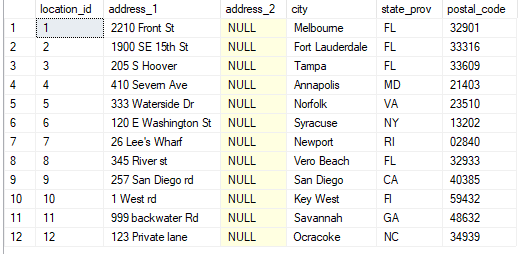 location_id address_1 address_2 city state_prov postal_code
1 1 2210 Front St NULL Melbourne FL 32901
2 2 1900 SE 15th St NULL Fort Lauderdale FL 33316
3 3 205 S Hoover NULL Tampa FL 33609
4 4 410 Severn Ave NULL Annapolis MD 21403
5 5 333 Waterside Dr NULL Norfolk VA 23510
6 6 120 E Washington St NULL Syracuse NY 13202
7 7 26 Lee's Wharf NULL Newport RI 02840
8 8 345 River st NULL Vero Beach FL 32933
9 9 257 San Diego rd NULL San Diego CA 40385
10 10 1 West rd NULL Key West Fl 59432
11 11 999 backwater Rd NULL Savannah GA 48632
12 12 123 Private lane NULL Ocracoke NC 34939